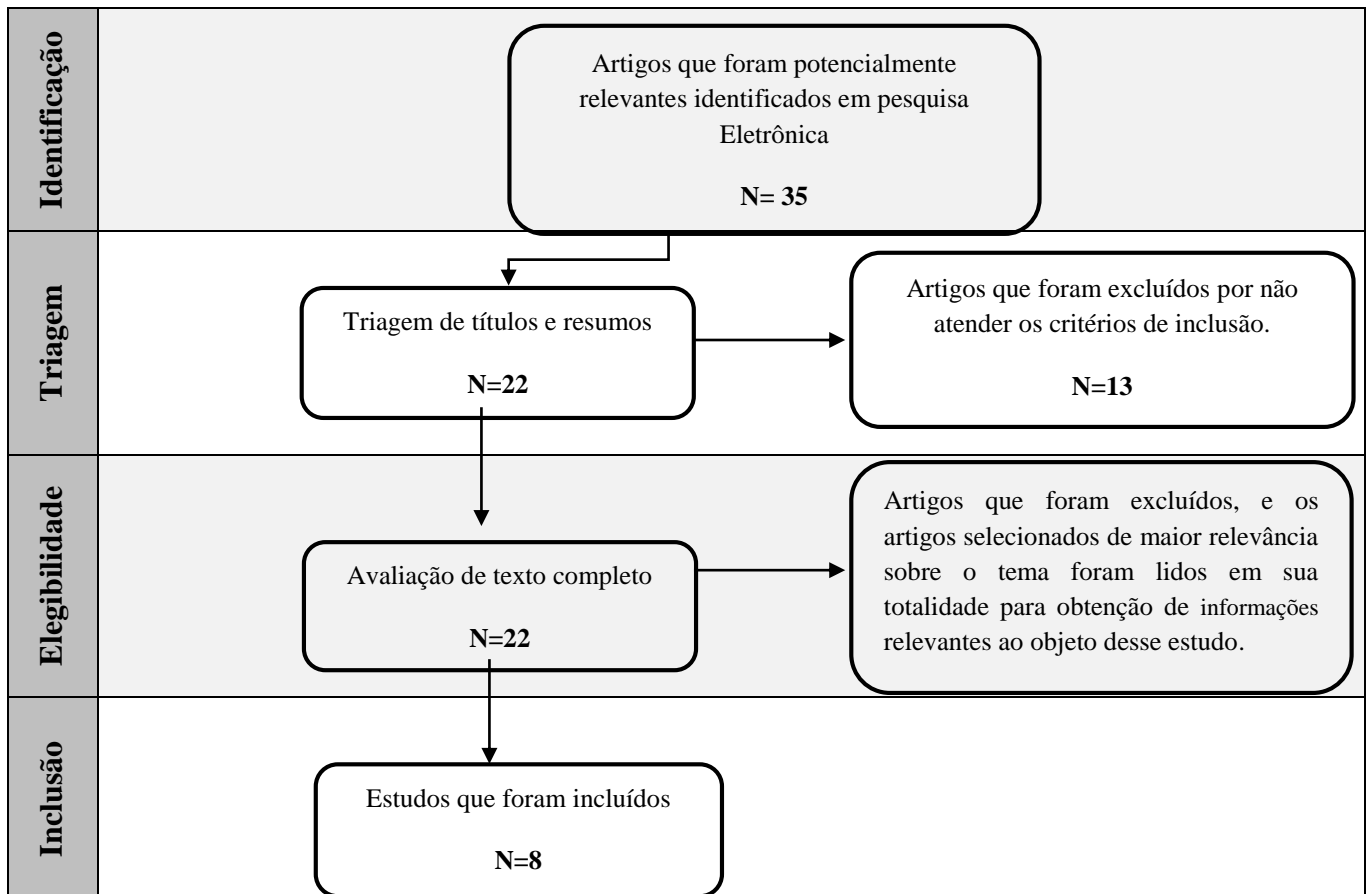 Identificação
Artigos que foram potencialmente
relevantes identificados em pesquisa
Eletrônica
N= 35
Triagem
Triagem de títulos e resumos
N=22
Artigos que foram excluídos por não
atender os critérios de inclusão.
N=13
Elegibilidade
Avaliação de texto completo
N=22
Artigos que foram excluídos, e os
artigos selecionados de maior relevância
sobre o tema foram lidos em sua
totalidade para obtenção de informações
relevantes ao objeto desse estudo.
Inclusão
Estudos que foram incluídos
N=8